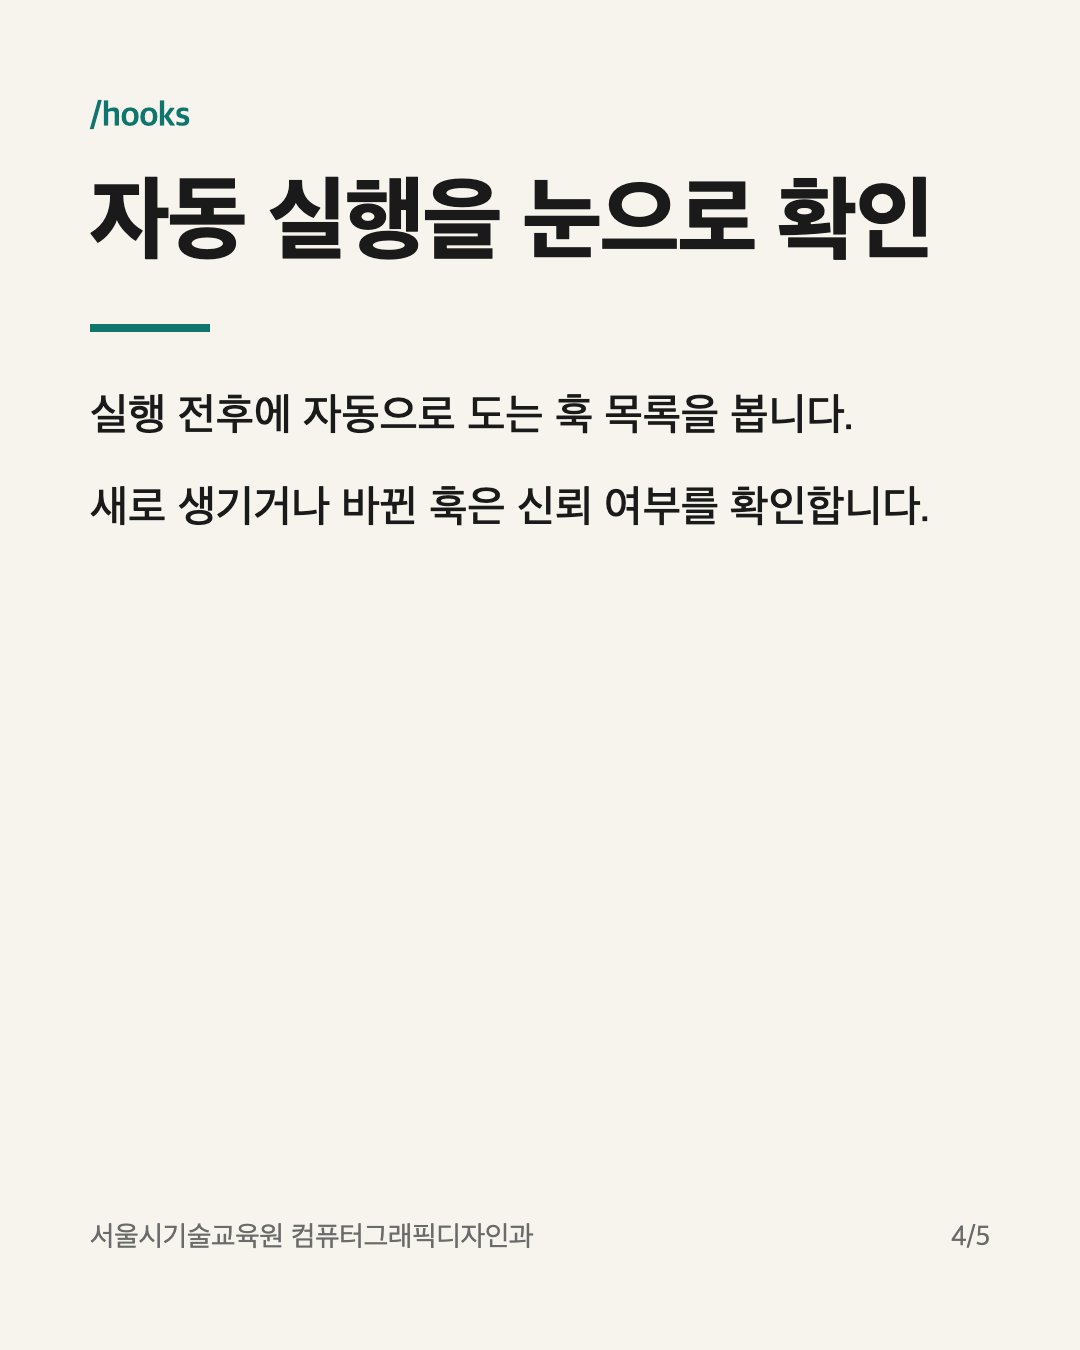 /hooks
자동 실행을 눈으로 확인
실행 전후에 자동으로 도는 훅 목록을 봅니다.
새로 생기거나 바뀐 훅은 신뢰 여부를 확인합니다.
서울시기술교육원 컴퓨터그래픽디자인과
4/5